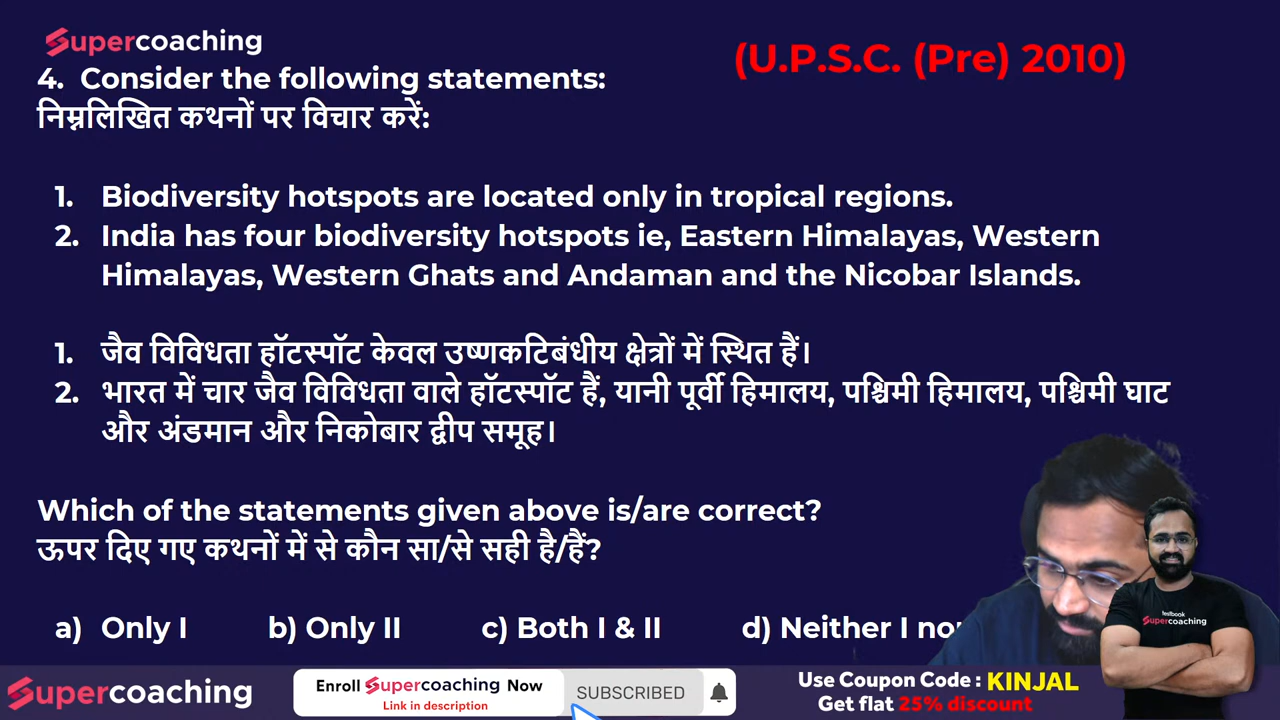 Supercoaching
(U.P.S.C. (Pre) 2010)
4. Consider the following statements:
निम्नलिखित कथनों पर विचार करें:
1. Biodiversity hotspots are located only in tropical regions.
2. India has four biodiversity hotspots ie, Eastern Himalayas, Western
Himalayas, Western Ghats and Andaman and the Nicobar Islands.
1. जैव विविधता हॉटस्पॉट केवल उष्णकटिबंधीय क्षेत्रों में स्थित हैं।
2. भारत में चार जैव विविधता वाले हॉटस्पॉट हैं, यानी पूर्वी हिमालय, पश्चिमी हिमालय, पश्चिमी घाट
और अंडमान और निकोबार द्वीप समूह।
Which of the statements given above is/are correct?
ऊपर दिए गए कथनों में से कौन सा/से सही है/हैं?
a) Only I b) Only II c) Both I & II d) Neither I
testbook
Supercoaching
Supercoaching
Enroll Supercoaching Now
Link in description
SUBSCRIBED
Use Coupon Code : KINJAL
Get flat 25% discount